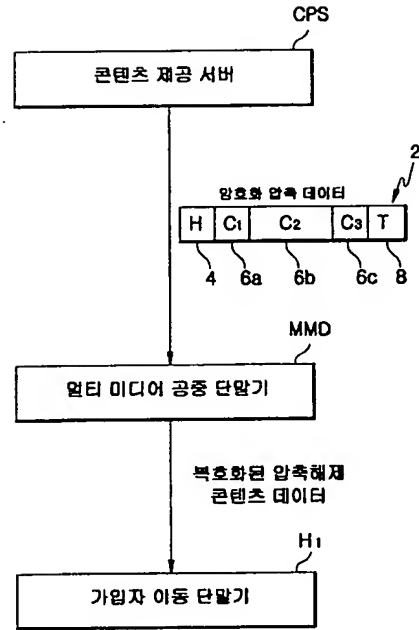 CPS
콘텐츠 제공 서버
2
암호화 압축 데이터
H C1 C2 C3 T
4 6a 6b 6c 8
MMD
멀티 미디어 공중 단말기
복호화된 압축해제
콘텐츠 데이터
H1
가입자 이동 단말기